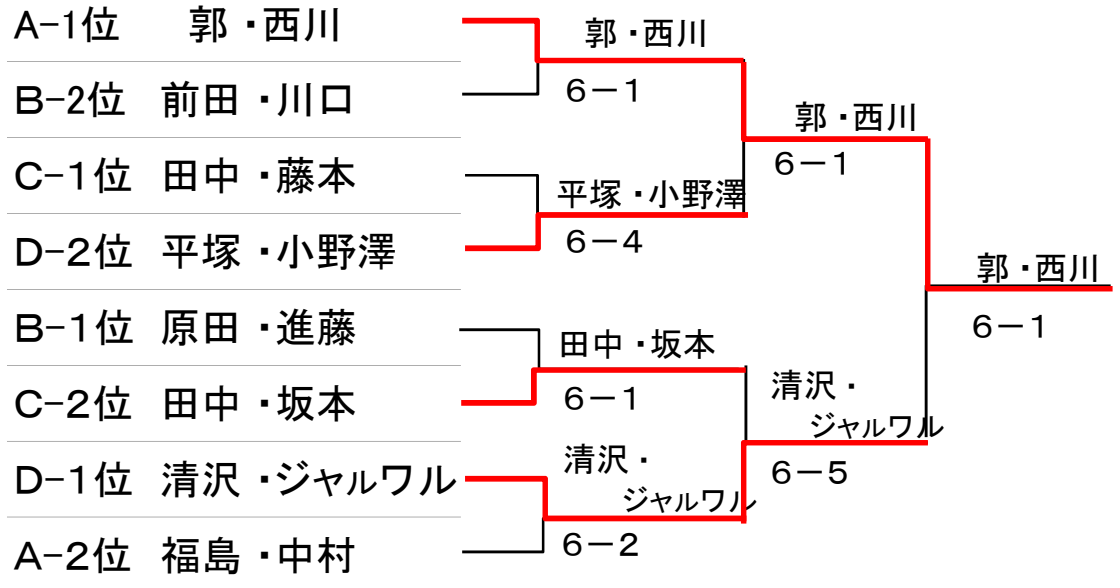 A-1位 郭・西川
B-2位 前田・川口
C-1位 田中・藤本
D-2位 平塚・小野澤
B-1位 原田・進藤
C-2位 田中・坂本
D-1位 清沢・ジャルワル
A-2位 福島・中村
郭・西川
6-1
平塚・小野澤
6-4
田中・坂本
6-1
清沢・
ジャルワル
6-2
郭・西川
6-1
清沢・
ジャルワル
6-5
郭・西川
6-1